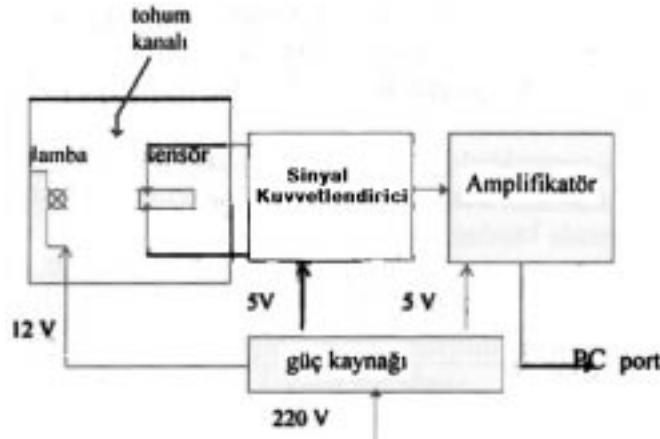 tohum
kanalı
lamba
sensör
Sinyal
Kuvvetlendirici
Amplifikatör
5V
5 V
12 V
güç kaynağı
PC port
220 V